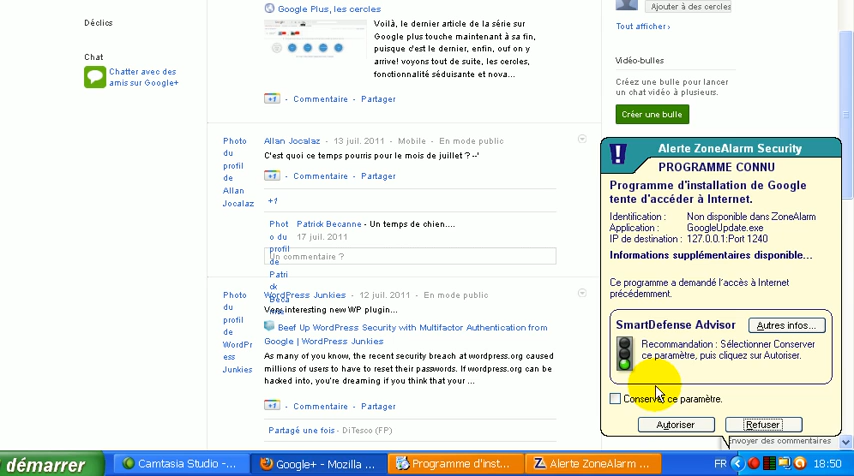 Déclics
Chat
Chatter avec des
amis sur Google+
Google Plus, les cercles
Voilà, le dernier article de la série sur
Google plus touche maintenant à sa fin,
puisque c'est le dernier, enfin, ouf on y
arrive! voyons tout de suite, les cercles,
fonctionnalité séduisante et nova...
+1 - Commentaire - Partager
Photo
du
profil
de
Allan
Jocalaz
Allan Jocalaz - 13 juil. 2011 - Mobile - En mode public
C'est quoi ce temps pourris pour le mois de juillet ? --'
+1 - Commentaire - Partager
+1
Phot
o du
profil
de
Patri
ck
Beca
Patrick Becanne - Un temps de chien....
17 juil. 2011
Un commentaire ?
Photo
du
profil
de
WordPr
ess
Junkies
WordPress Junkies - 12 juil. 2011 - En mode public
Very interesting new WP plugin...
Beef Up WordPress Security with Multifactor Authentication from
Google | WordPress Junkies
As many of you know, the recent security breach at wordpress.org caused
millions of users to have to reset their passwords. If wordpress.org can be
hacked into, you're dreaming if you think that your ...
+1 - Commentaire - Partager
Partagé une fois - DiTesco (FP)
Ajouter à des cercles
Tout afficher ›
Vidéo-bulles
Créez une bulle pour lancer
un chat vidéo à plusieurs.
Créer une bulle
Alerte ZoneAlarm Security
PROGRAMME CONNU
Programme d'installation de Google
tente d'accéder à Internet.
Identification : Non disponible dans ZoneAlarm
Application : GoogleUpdate.exe
IP de destination : 127.0.0.1:Port 1240
Informations supplémentaires disponible...
Ce programme a demandé l'accès à Internet
précédemment.
SmartDefense Advisor
Autres infos...
Recommandation : Sélectionner Conserver
ce paramètre, puis cliquez sur Autoriser.
Conserver ce paramètre.
Autoriser
Refuser
Envoyer des commentaires
démarrer
Camtasia Studio - ...
Google+ - Mozilla ...
Programme d'inst...
Alerte ZoneAlarm ...
FR
18:50